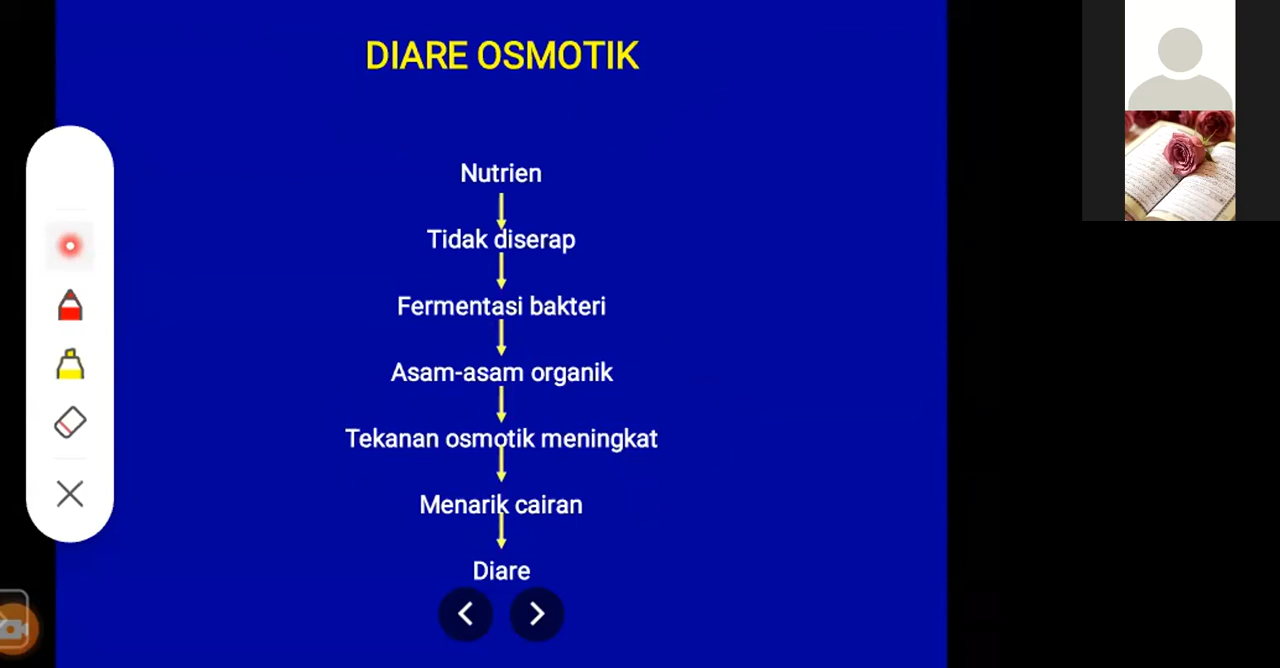 DIARE OSMOTIK
Nutrien
Tidak diserap
Fermentasi bakteri
Asam-asam organik
Tekanan osmotik meningkat
Menarik cairan
Diare